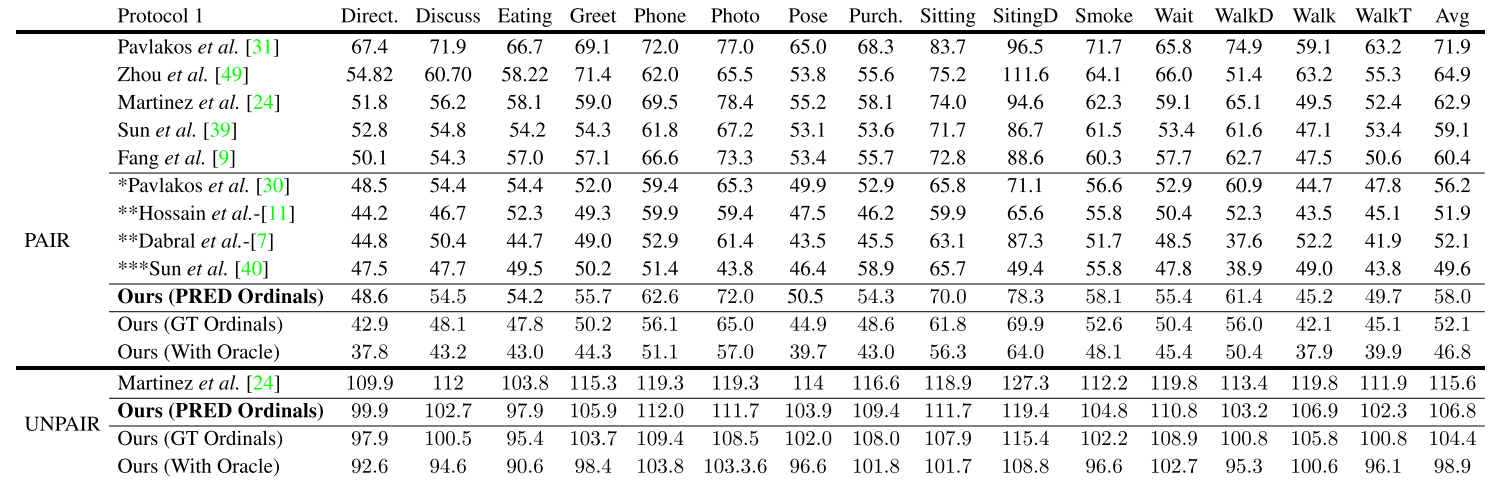 Protocol 1 Direct. Discuss Eating Greet Phone Photo Pose Purch. Sitting SitingD Smoke Wait WalkD Walk WalkT Avg
Pavlakos et al. [31] 67.4 71.9 66.7 69.1 72.0 77.0 65.0 68.3 83.7 96.5 71.7 65.8 74.9 59.1 63.2 71.9
Zhou et al. [49] 54.82 60.70 58.22 71.4 62.0 65.5 53.8 55.6 75.2 111.6 64.1 66.0 51.4 63.2 55.3 64.9
Martinez et al. [24] 51.8 56.2 58.1 59.0 69.5 78.4 55.2 58.1 74.0 94.6 62.3 59.1 65.1 49.5 52.4 62.9
Sun et al. [39] 52.8 54.8 54.2 54.3 61.8 67.2 53.1 53.6 71.7 86.7 61.5 53.4 61.6 47.1 53.4 59.1
Fang et al. [9] 50.1 54.3 57.0 57.1 66.6 73.3 53.4 55.7 72.8 88.6 60.3 57.7 62.7 47.5 50.6 60.4
*Pavlakos et al. [30] 48.5 54.4 54.4 52.0 59.4 65.3 49.9 52.9 65.8 71.1 56.6 52.9 60.9 44.7 47.8 56.2
**Hossain et al.-[11] 44.2 46.7 52.3 49.3 59.9 59.4 47.5 46.2 59.9 65.6 55.8 50.4 52.3 43.5 45.1 51.9
PAIR **Dabral et al.-[7] 44.8 50.4 44.7 49.0 52.9 61.4 43.5 45.5 63.1 87.3 51.7 48.5 37.6 52.2 41.9 52.1
***Sun et al. [40] 47.5 47.7 49.5 50.2 51.4 43.8 46.4 58.9 65.7 49.4 55.8 47.8 38.9 49.0 43.8 49.6
Ours (PRED Ordinals) 48.6 54.5 54.2 55.7 62.6 72.0 50.5 54.3 70.0 78.3 58.1 55.4 61.4 45.2 49.7 58.0
Ours (GT Ordinals) 42.9 48.1 47.8 50.2 56.1 65.0 44.9 48.6 61.8 69.9 52.6 50.4 56.0 42.1 45.1 52.1
Ours (With Oracle) 37.8 43.2 43.0 44.3 51.1 57.0 39.7 43.0 56.3 64.0 48.1 45.4 50.4 37.9 39.9 46.8
Martinez et al. [24] 109.9 112 103.8 115.3 119.3 119.3 114 116.6 118.9 127.3 112.2 119.8 113.4 119.8 111.9 115.6
UNPAIR Ours (PRED Ordinals) 99.9 102.7 97.9 105.9 112.0 111.7 103.9 109.4 111.7 119.4 104.8 110.8 103.2 106.9 102.3 106.8
Ours (GT Ordinals) 97.9 100.5 95.4 103.7 109.4 108.5 102.0 108.0 107.9 115.4 102.2 108.9 100.8 105.8 100.8 104.4
Ours (With Oracle) 92.6 94.6 90.6 98.4 103.8 103.3.6 96.6 101.8 101.7 108.8 96.6 102.7 95.3 100.6 96.1 98.9